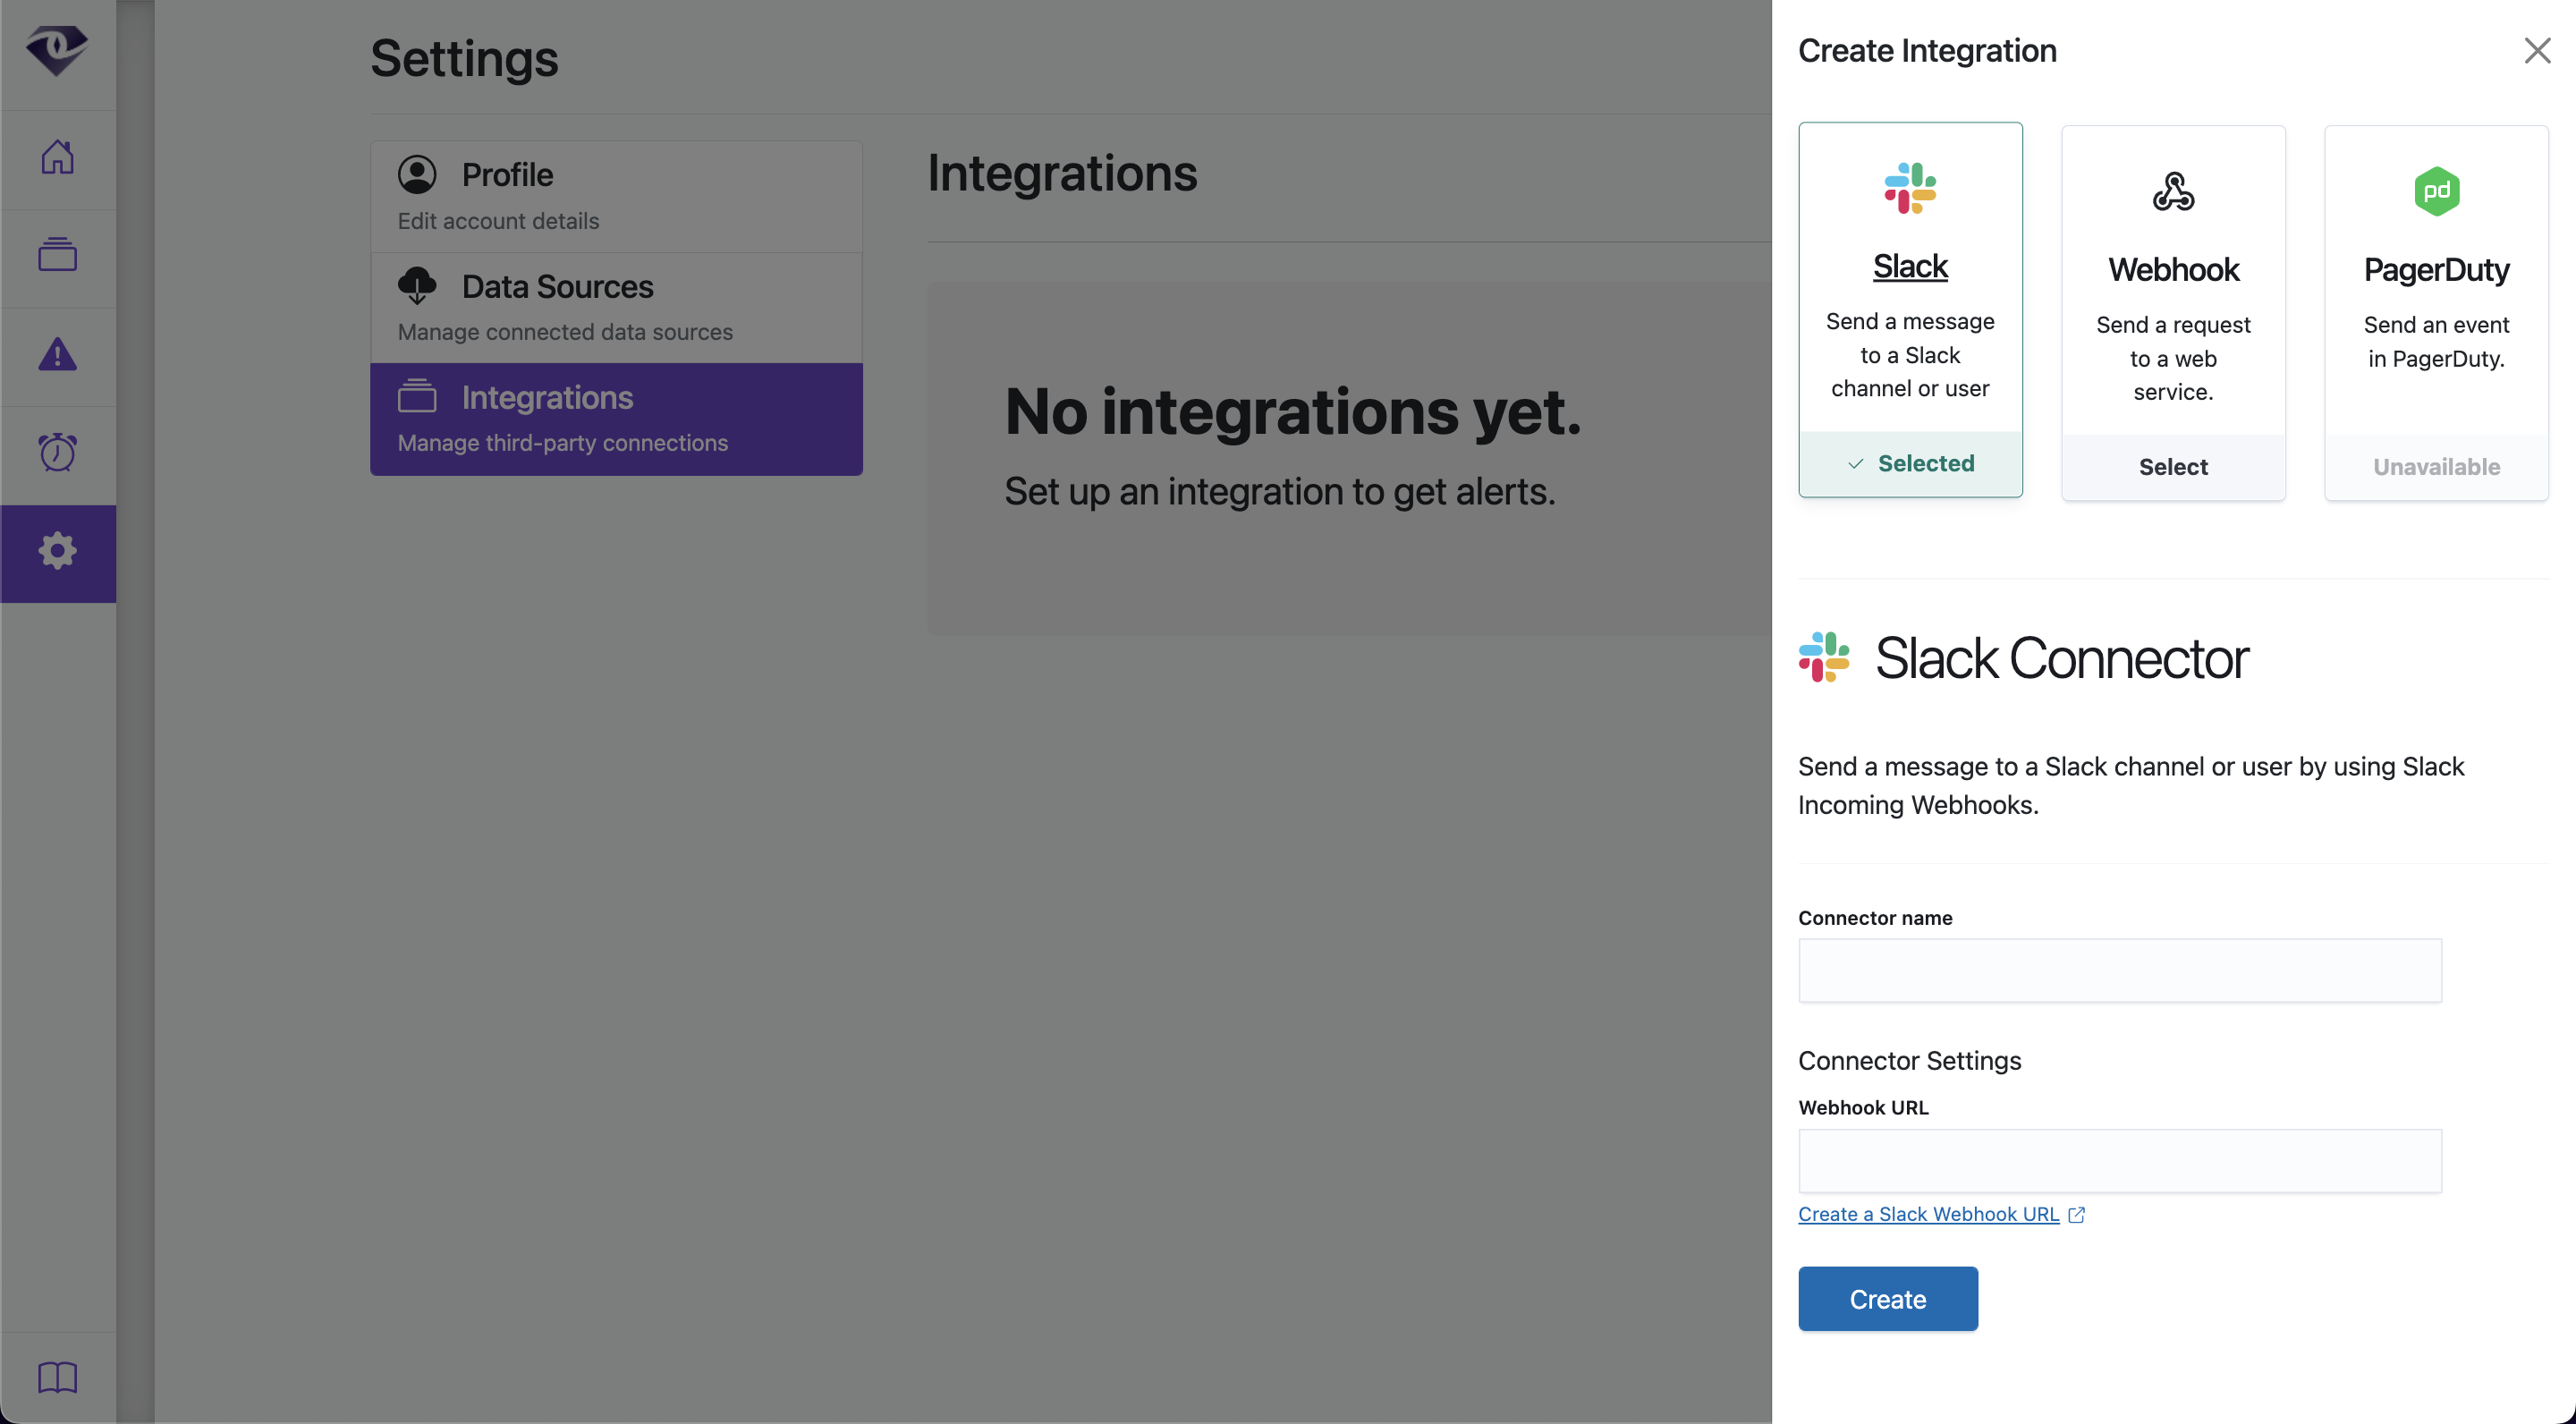 Settings
Profile
Edit account details
Data Sources
Manage connected data sources
Integrations
Manage third-party connections
Integrations
No integrations yet.
Set up an integration to get alerts.
Create Integration
Slack
Send a message
to a Slack
channel or user
Selected
Webhook
Send a request
to a web
service.
Select
pd
PagerDuty
Send an event
in PagerDuty.
Unavailable
Slack Connector
Send a message to a Slack channel or user by using Slack
Incoming Webhooks.
Connector name
Connector Settings
Webhook URL
Create a Slack Webhook URL
Create